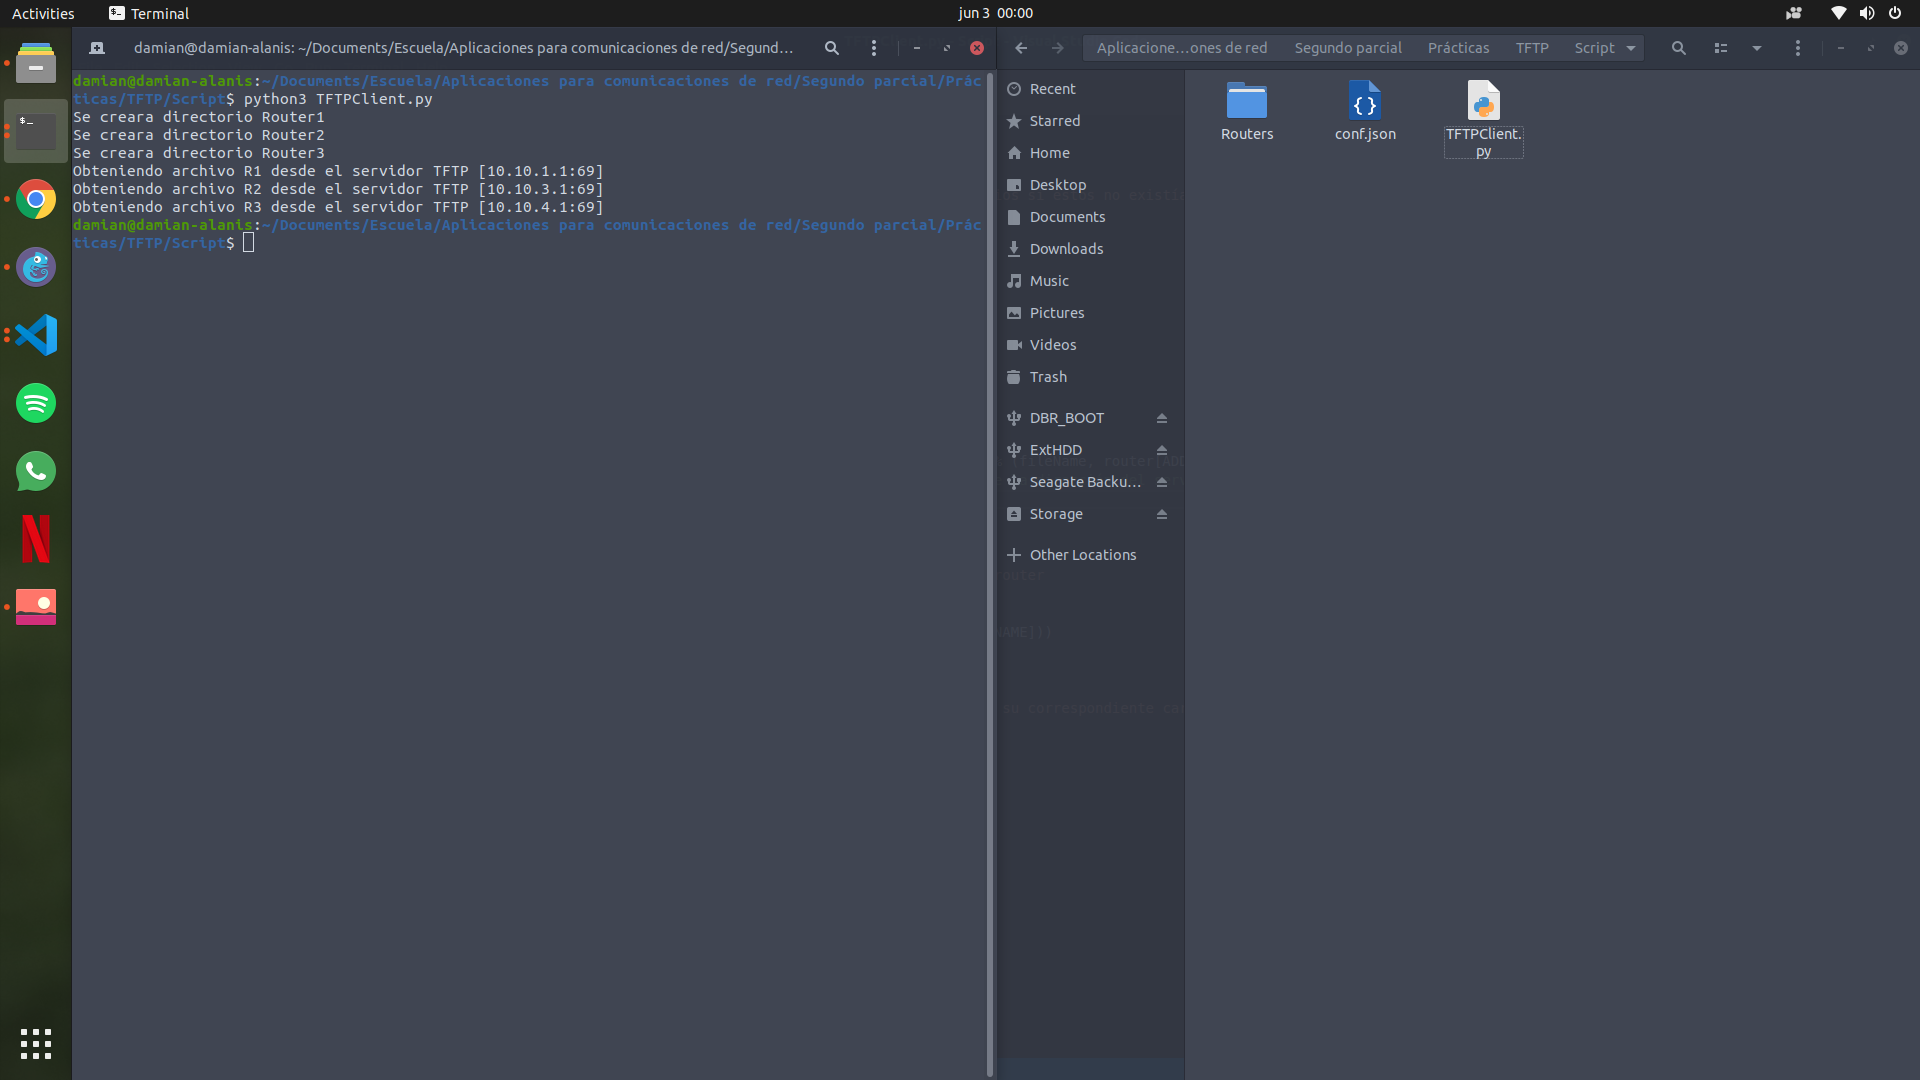 Activities
Terminal
jun 3 00:00
damian@damian-alanis: ~/Documents/Escuela/Aplicaciones para comunicaciones de red/Segund…
damian@damian-alanis:~/Documents/Escuela/Aplicaciones para comunicaciones de red/Segundo parcial/Prác
ticas/TFTP/Script$ python3 TFTPClient.py
Se creara directorio Router1
Se creara directorio Router2
Se creara directorio Router3
Obteniendo archivo R1 desde el servidor TFTP [10.10.1.1:69]
Obteniendo archivo R2 desde el servidor TFTP [10.10.3.1:69]
Obteniendo archivo R3 desde el servidor TFTP [10.10.4.1:69]
damian@damian-alanis:~/Documents/Escuela/Aplicaciones para comunicaciones de red/Segundo parcial/Prác
ticas/TFTP/Script$
Aplicacione…ones de red
Segundo parcial
Prácticas
TFTP
Script
Recent
Starred
Home
Desktop
Documents
Downloads
Music
Pictures
Videos
Trash
DBR_BOOT
ExtHDD
Seagate Backu…
Storage
Other Locations
Routers
conf.json
TFTPClient.
py